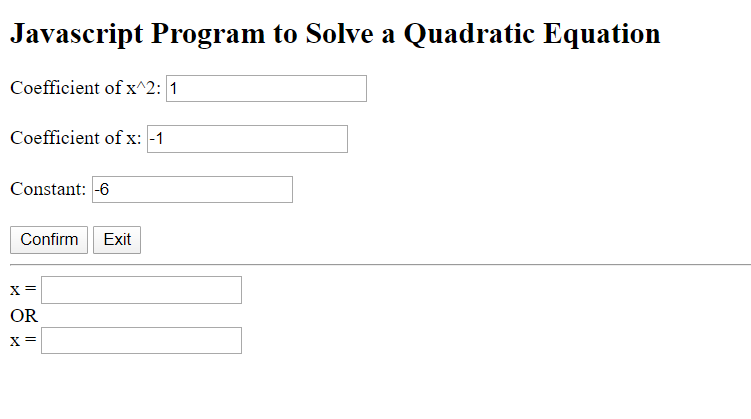 Javascript Program to Solve a Quadratic Equation
Coefficient of x^2: 1
Coefficient of x: -1
Constant: -6
Confirm Exit
x =
OR
x =